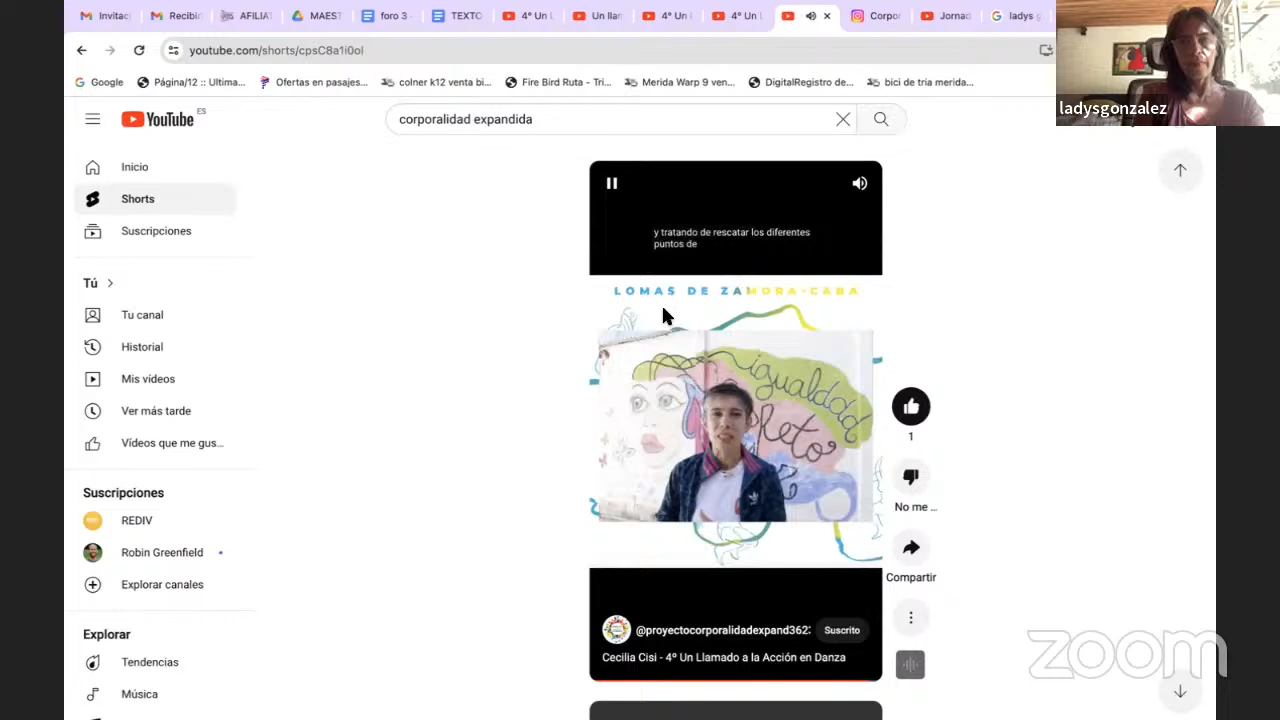 Invitac
Recibi
AFILIAT
MAEST
foro 3 -
TEXTO
4º Un
Un llam
4º Un l
4º Un L
Corpor
Jornad
ladys g
youtube.com/shorts/cpsC8a1i0oI
Google
Página/12 :: Ultima...
Ofertas en pasajes...
colner k12 venta bi...
Fire Bird Ruta - Tri...
Merida Warp 9 ven...
DigitalRegistro de...
bici de tria merida...
ladysgonzalez
YouTube ES
corporalidad expandida
Inicio
Shorts
Suscripciones
Tú
Tu canal
Historial
Mis vídeos
Ver más tarde
Vídeos que me gus...
Suscripciones
REDIV
Robin Greenfield
Explorar canales
Explorar
Tendencias
Música
y tratando de rescatar los diferentes
puntos de
LOMAS DE ZAMORA-CABA
igualdad
Reto
1
No me ...
Compartir
@proyectocorporalidadexpand362
Suscrito
Cecilia Cisi - 4º Un Llamado a la Acción en Danza
zoom